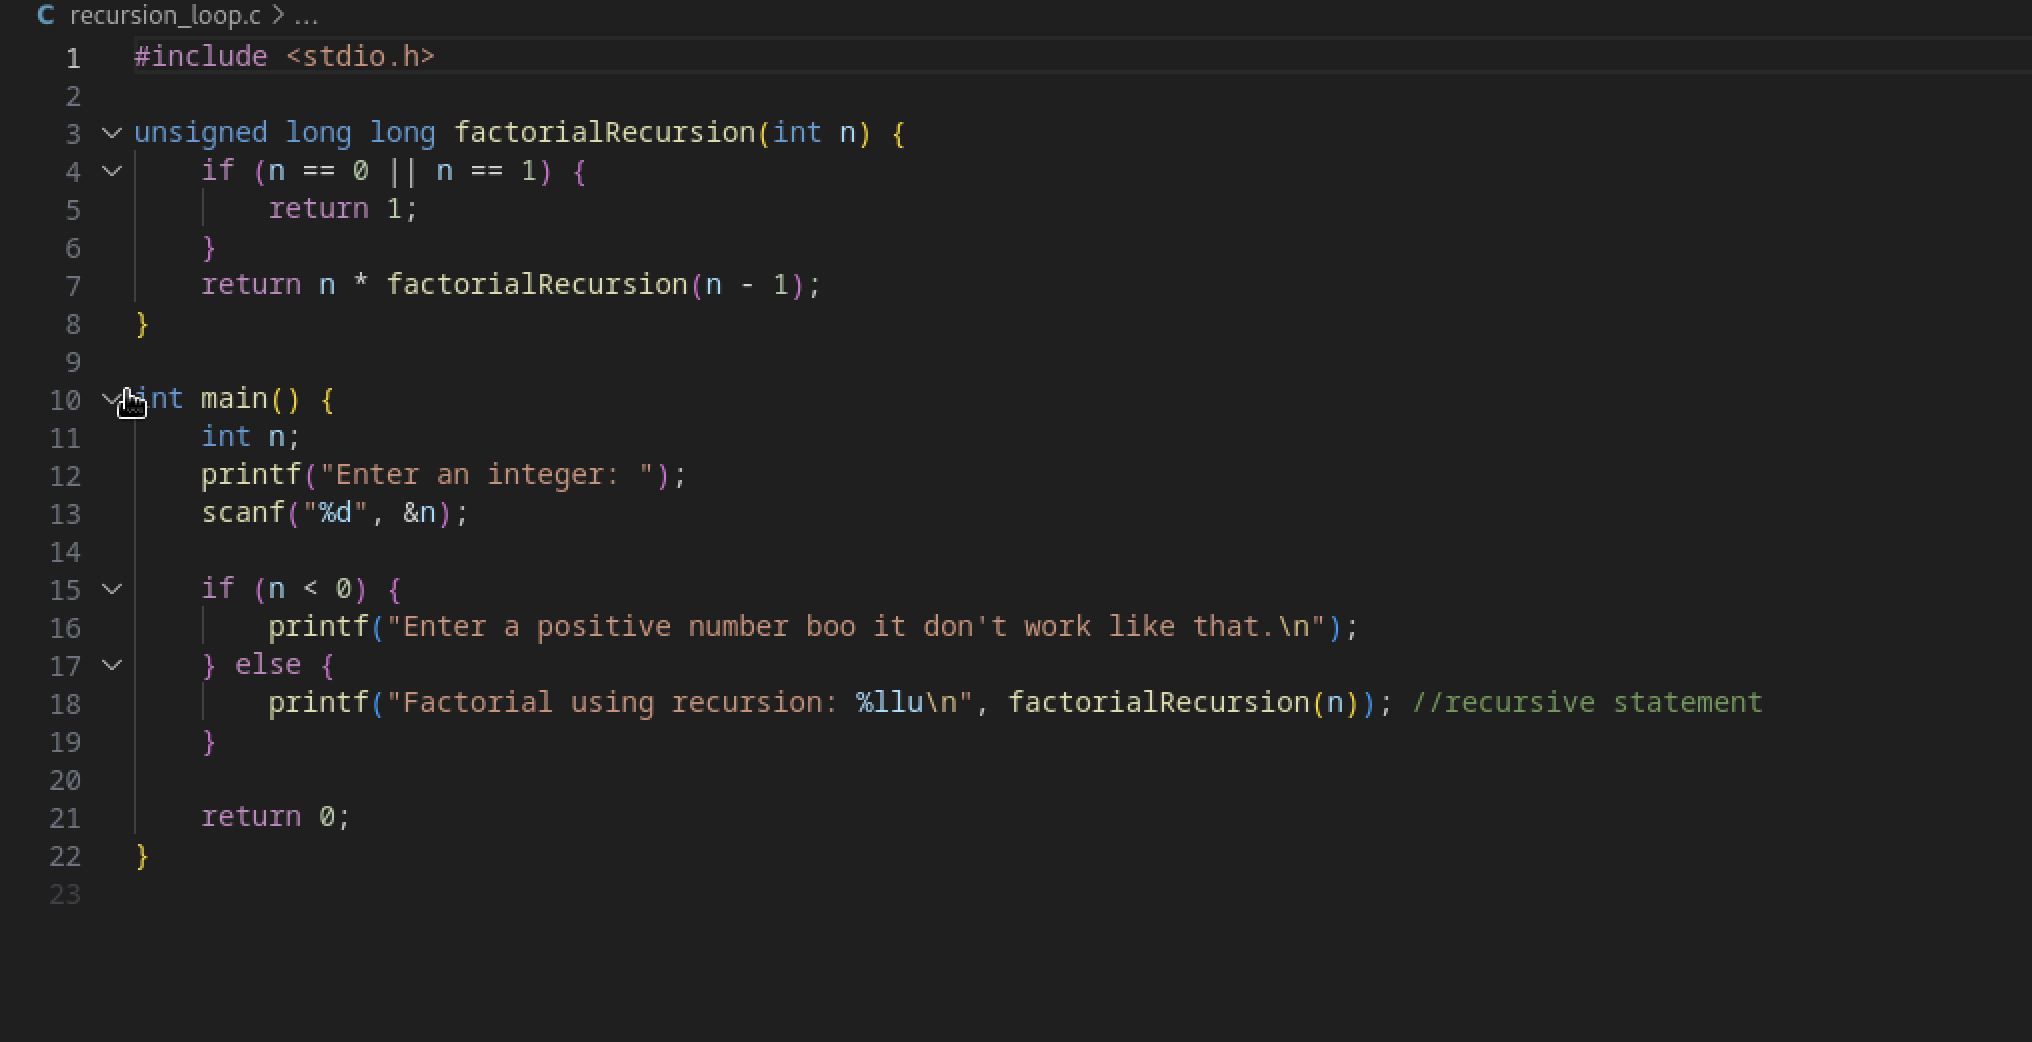 C recursion_loop.c > ...
1 #include <stdio.h>
2
3 unsigned long long factorialRecursion(int n) {
4     if (n == 0 || n == 1) {
5         return 1;
6     }
7     return n * factorialRecursion(n - 1);
8 }
9
10 int main() {
11     int n;
12     printf("Enter an integer: ");
13     scanf("%d", &n);
14
15     if (n < 0) {
16         printf("Enter a positive number boo it don't work like that.\n");
17     } else {
18         printf("Factorial using recursion: %llu\n", factorialRecursion(n)); //recursive statement
19     }
20
21     return 0;
22 }
23